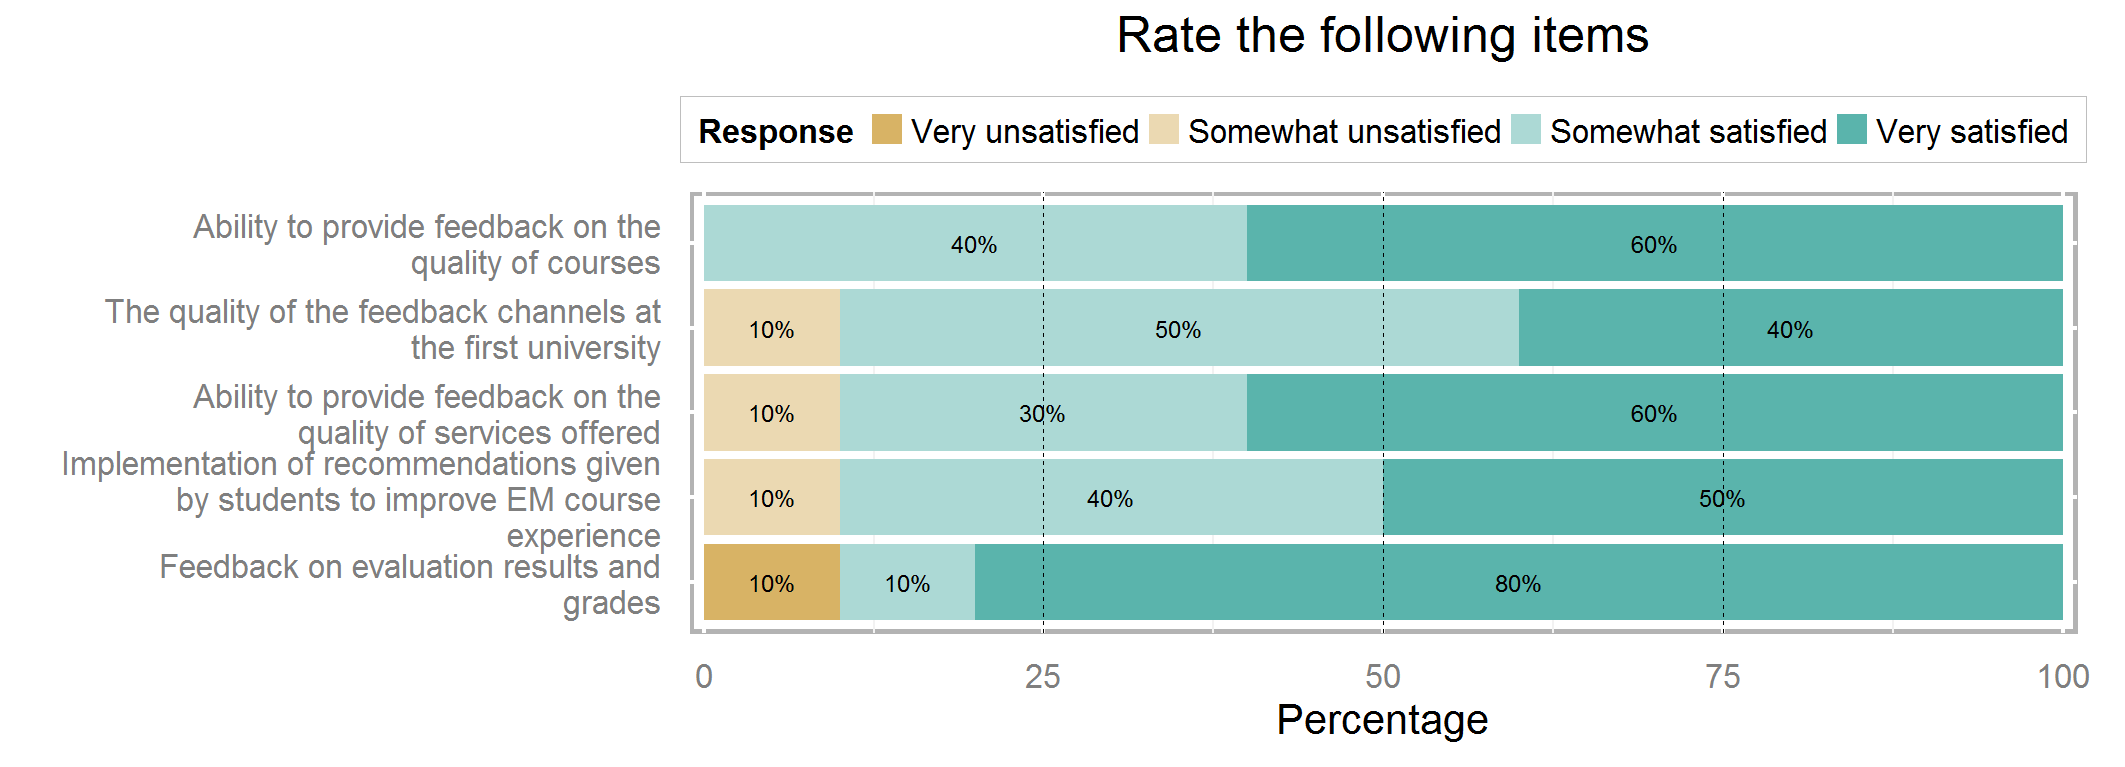 Rate the following items
Response Very unsatisfied Somewhat unsatisfied Somewhat satisfied Very satisfied
Ability to provide feedback on the
quality of courses
40% 60%
The quality of the feedback channels at
the first university
10% 50% 40%
Ability to provide feedback on the
quality of services offered
10% 30% 60%
Implementation of recommendations given
by students to improve EM course
experience
10% 40% 50%
Feedback on evaluation results and
grades
10% 10% 80%
0 25 50 75 100
Percentage